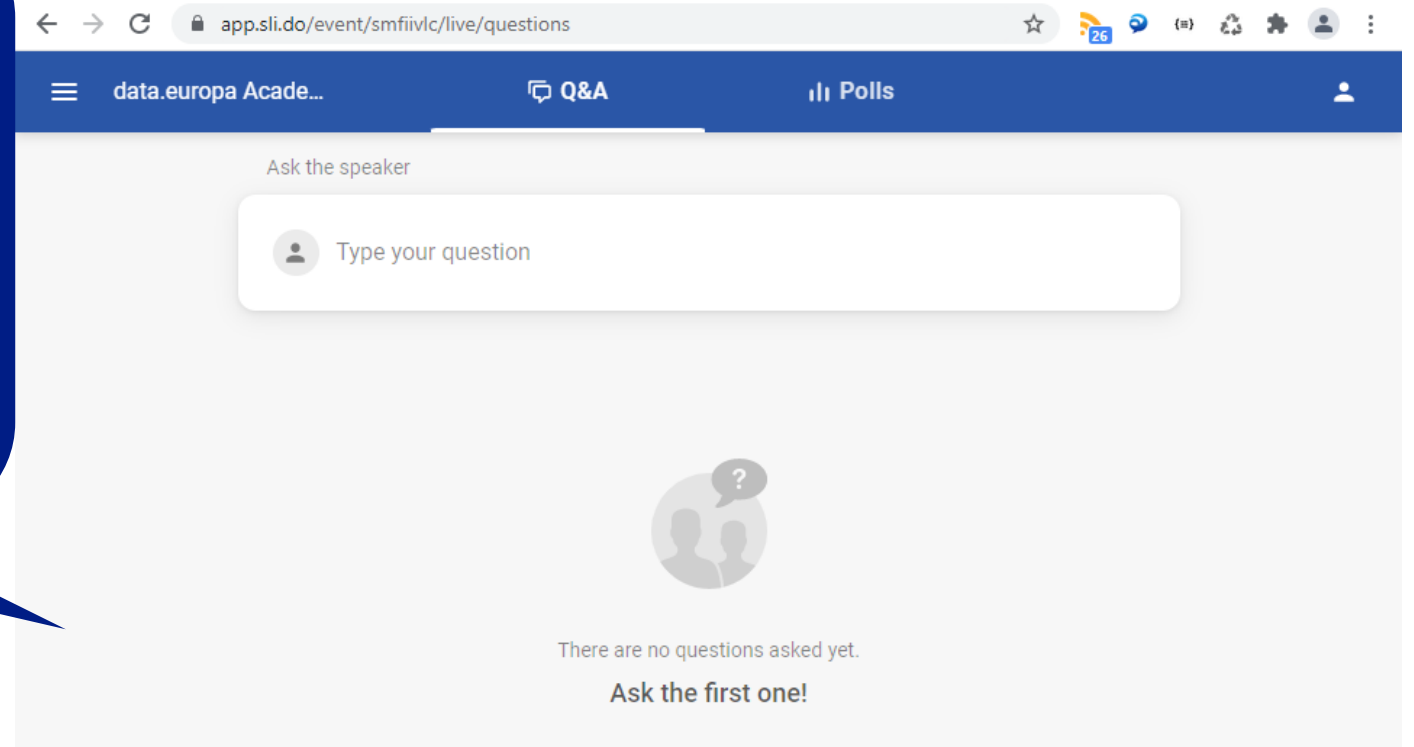 app.sli.do/event/smfiivlc/live/questions
26
{=}
data.europa Acade...
Q&A
Polls
Ask the speaker
Type your question
?
There are no questions asked yet.
Ask the first one!